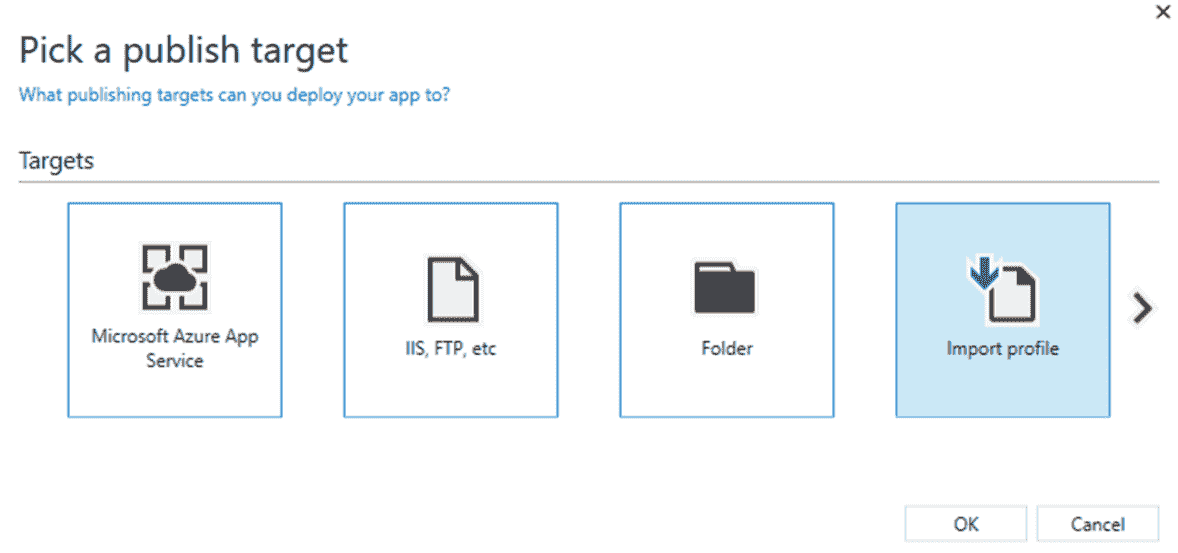 Pick a publish target
What publishing targets can you deploy your app to?
Targets
Microsoft Azure App
Service
IIS, FTP, etc
Folder
Import profile
OK
Cancel